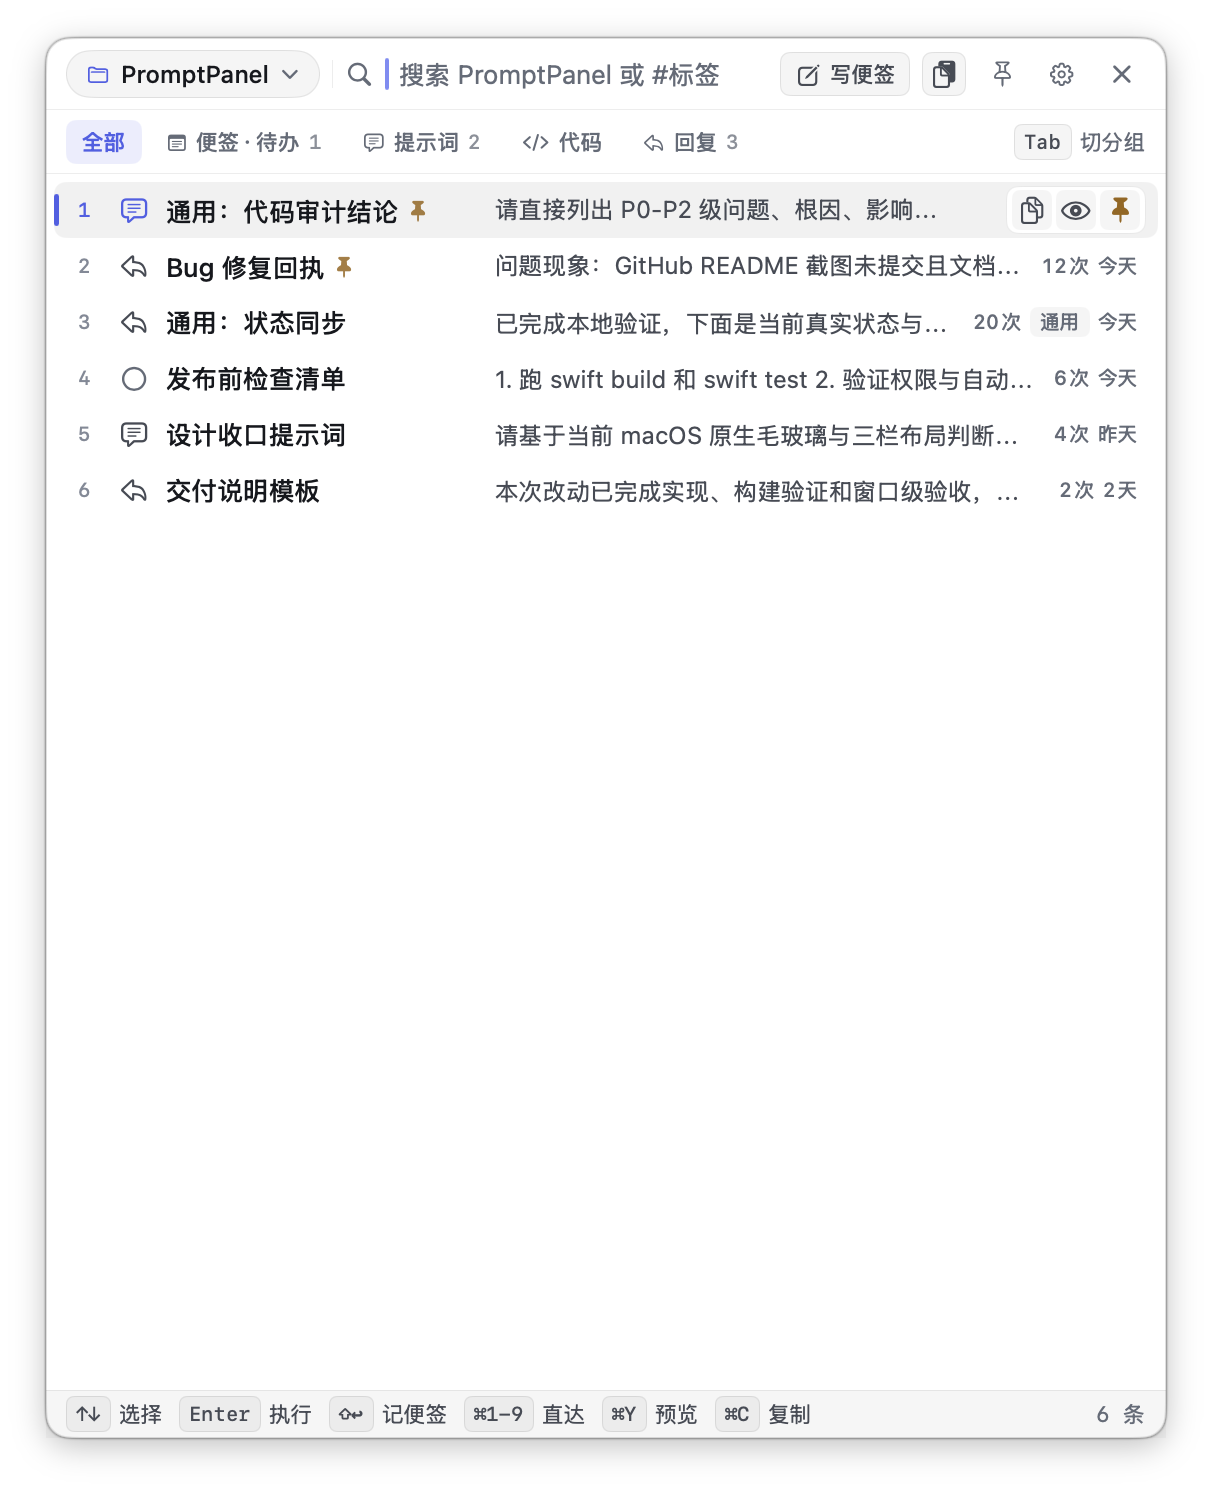 PromptPanel 搜索 PromptPanel 或 #标签 写便签
全部 便签 · 待办 1 提示词 2 </> 代码 回复 3 Tab 切分组
1 通用：代码审计结论 请直接列出 P0-P2 级问题、根因、影响...
2 Bug 修复回执 问题现象：GitHub README 截图未提交且文档... 12次 今天
3 通用：状态同步 已完成本地验证，下面是当前真实状态与... 20次 通用 今天
4 发布前检查清单 1. 跑 swift build 和 swift test 2. 验证权限与自动... 6次 今天
5 设计收口提示词 请基于当前 macOS 原生毛玻璃与三栏布局判断... 4次 昨天
6 交付说明模板 本次改动已完成实现、构建验证和窗口级验收，... 2次 2天
↑↓ 选择 Enter 执行 ⇧↩ 记便签 ⌘1-9 直达 ⌘Y 预览 ⌘C 复制 6 条